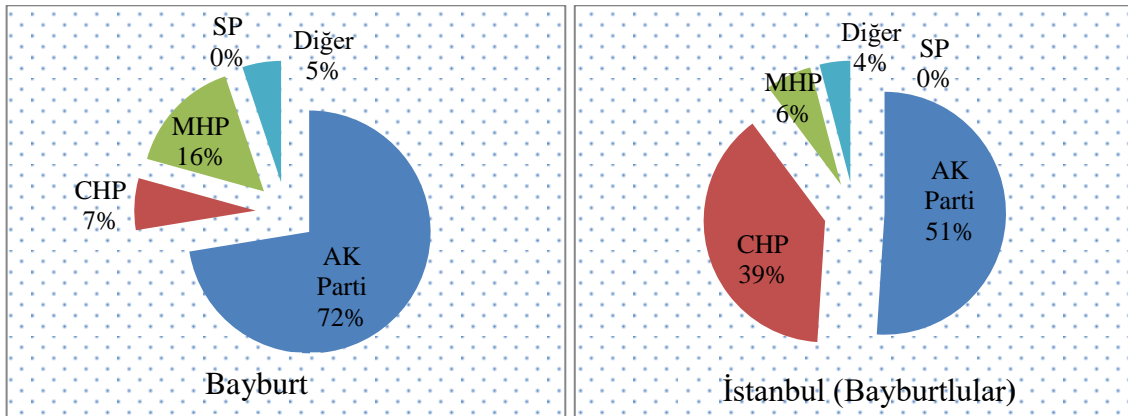 SP
0%
Diğer
5%
MHP
16%
CHP
7%
AK
Parti
72%
Bayburt
Diğer
4%
SP
0%
MHP
6%
AK
Parti
51%
CHP
39%
İstanbul (Bayburtlular)